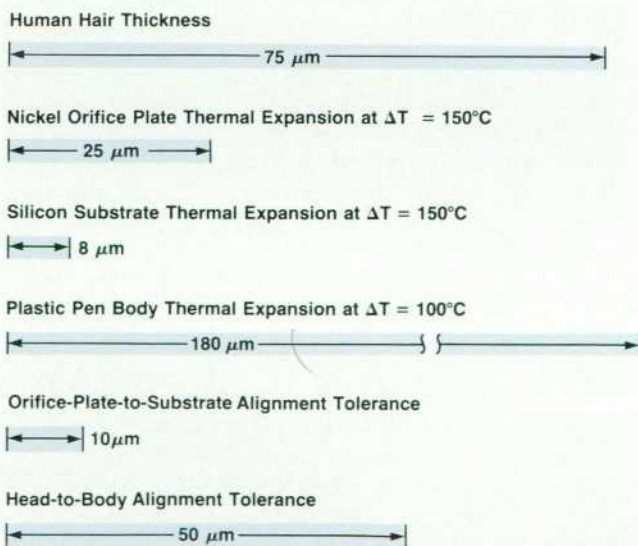 Human Hair Thickness
75 μm
Nickel Orifice Plate Thermal Expansion at ΔT = 150°C
25 μm
Silicon Substrate Thermal Expansion at ΔT = 150°C
8 μm
Plastic Pen Body Thermal Expansion at ΔT = 100°C
180 μm
Orifice-Plate-to-Substrate Alignment Tolerance
10μm
Head-to-Body Alignment Tolerance
50 μm